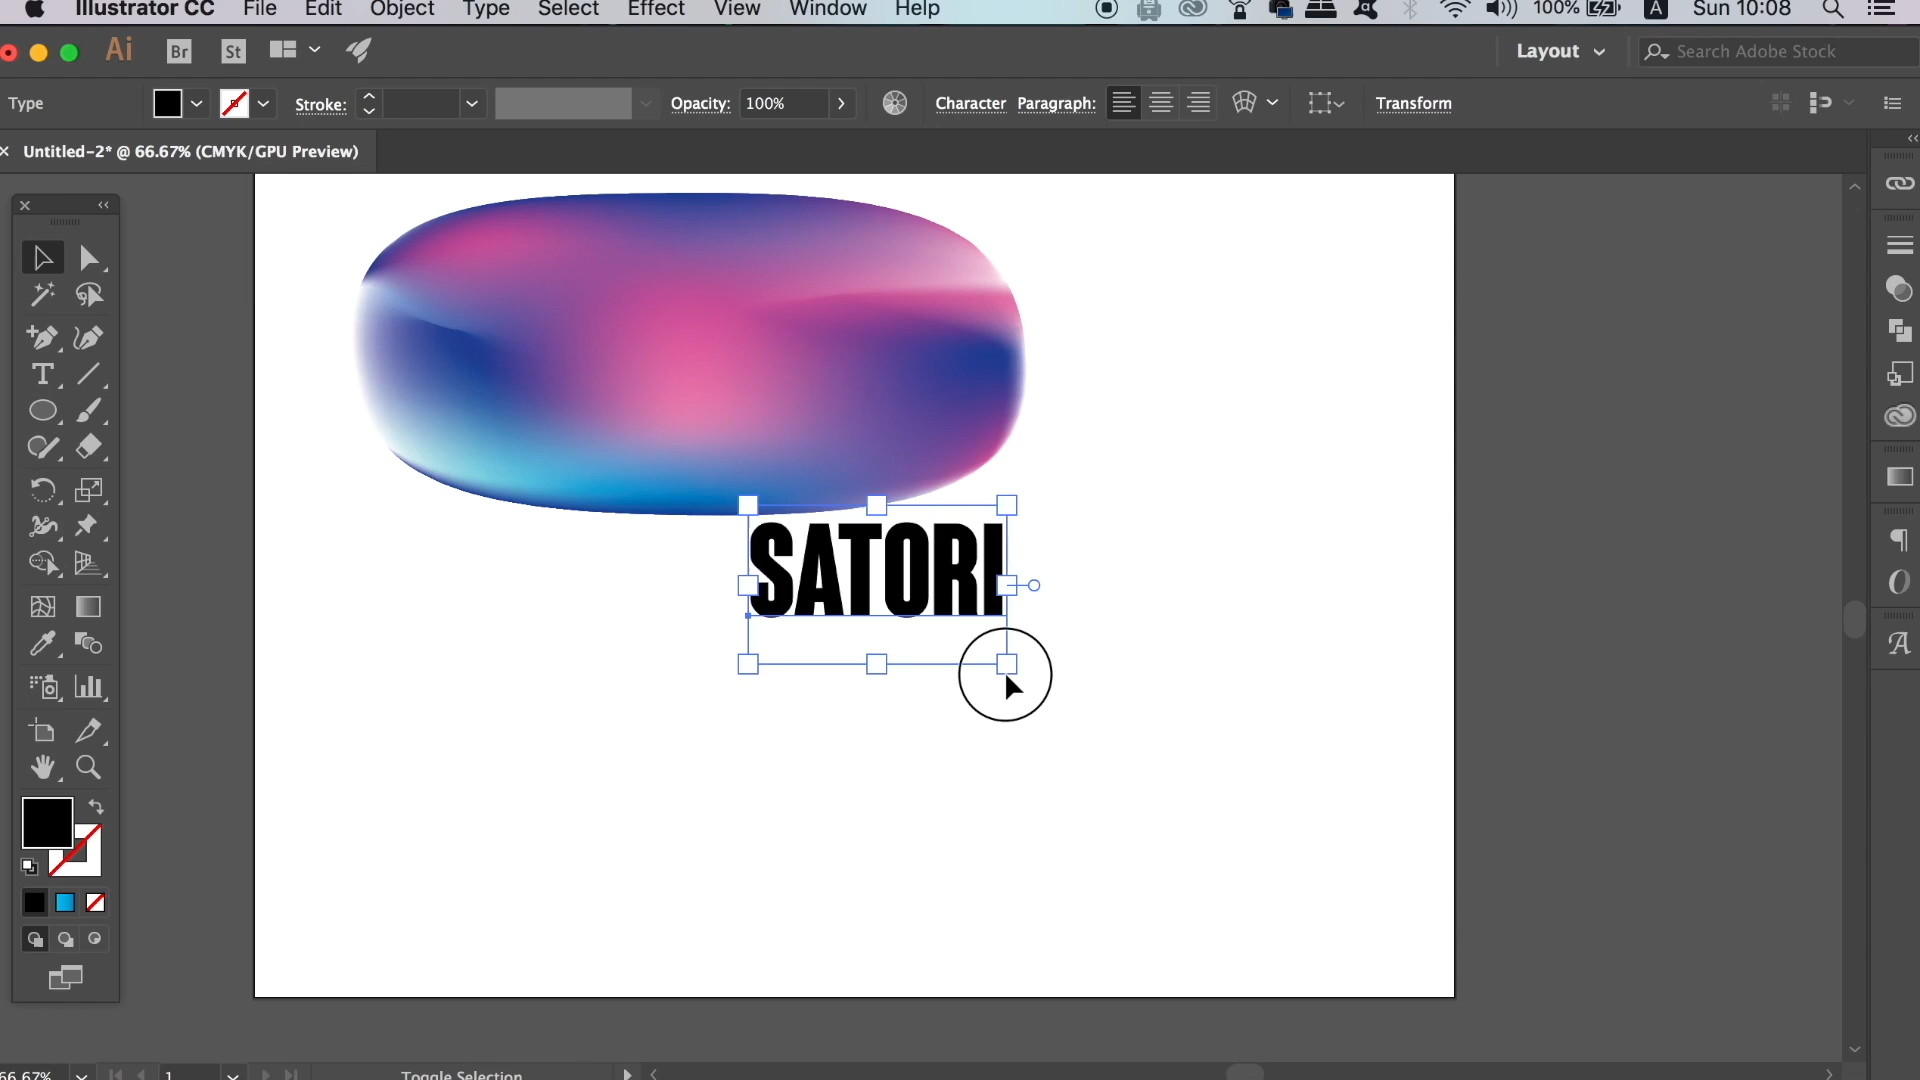 Illustrator CC File Edit Object Type Select Effect View Window Help 100% A Sun 10:08
Ai Br St Layout Search Adobe Stock
Type Stroke: Opacity: 100% Character Paragraph: Transform
Untitled-2* @ 66.67% (CMYK/GPU Preview)
SATORI
66.67% 1 Toggle Selection